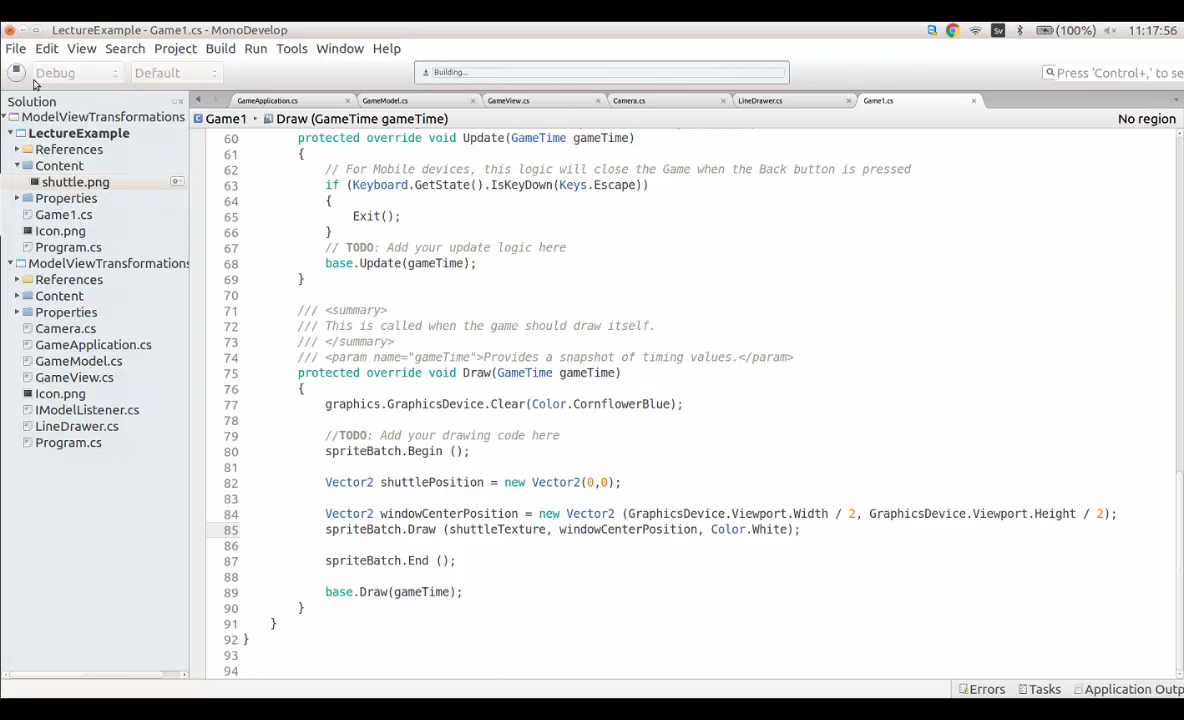 LectureExample - Game1.cs - MonoDevelop
Sv
(100%)
11:17:56
File Edit View Search Project Build Run Tools Window Help
Debug
Default
Building...
Press 'Control+,' to se
Solution
GameApplication.cs
GameModel.cs
GameView.cs
Camera.cs
LineDrawer.cs
Game1.cs
Game1
Draw (GameTime gameTime)
No region
ModelViewTransformations
LectureExample
References
Content
shuttle.png
Properties
Game1.cs
Icon.png
Program.cs
ModelViewTransformations
References
Content
Properties
Camera.cs
GameApplication.cs
GameModel.cs
GameView.cs
Icon.png
IModelListener.cs
LineDrawer.cs
Program.cs
60 protected override void Update(GameTime gameTime)
61 {
62 // For Mobile devices, this logic will close the Game when the Back button is pressed
63 if (Keyboard.GetState().IsKeyDown(Keys.Escape))
64 {
65 Exit();
66 }
67 // TODO: Add your update logic here
68 base.Update(gameTime);
69 }
70
71 /// <summary>
72 /// This is called when the game should draw itself.
73 /// </summary>
74 /// <param name="gameTime">Provides a snapshot of timing values.</param>
75 protected override void Draw(GameTime gameTime)
76 {
77 graphics.GraphicsDevice.Clear(Color.CornflowerBlue);
78
79 //TODO: Add your drawing code here
80 spriteBatch.Begin ();
81
82 Vector2 shuttlePosition = new Vector2(0,0);
83
84 Vector2 windowCenterPosition = new Vector2 (GraphicsDevice.Viewport.Width / 2, GraphicsDevice.Viewport.Height / 2);
85 spriteBatch.Draw (shuttleTexture, windowCenterPosition, Color.White);
86
87 spriteBatch.End ();
88
89 base.Draw(gameTime);
90 }
91 }
92 }
93
94
Errors
Tasks
Application Outp